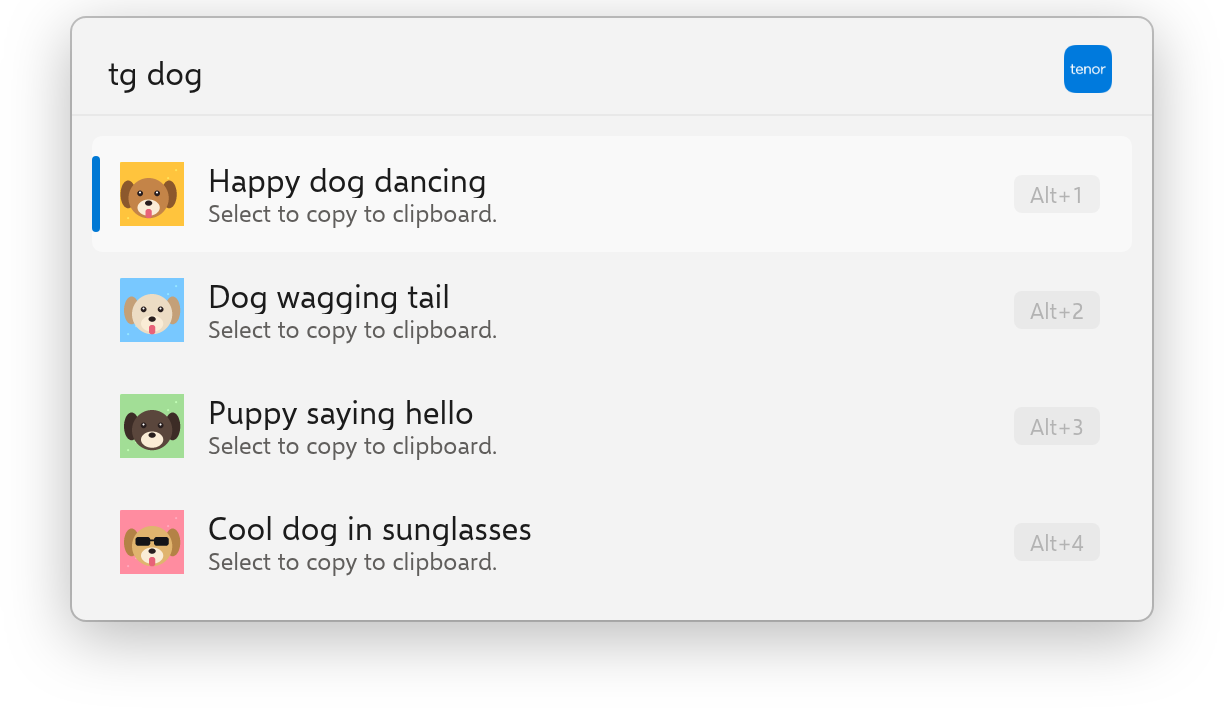 tg dog
tenor
Happy dog dancing
Select to copy to clipboard.
Alt+1
Dog wagging tail
Select to copy to clipboard.
Alt+2
Puppy saying hello
Select to copy to clipboard.
Alt+3
Cool dog in sunglasses
Select to copy to clipboard.
Alt+4